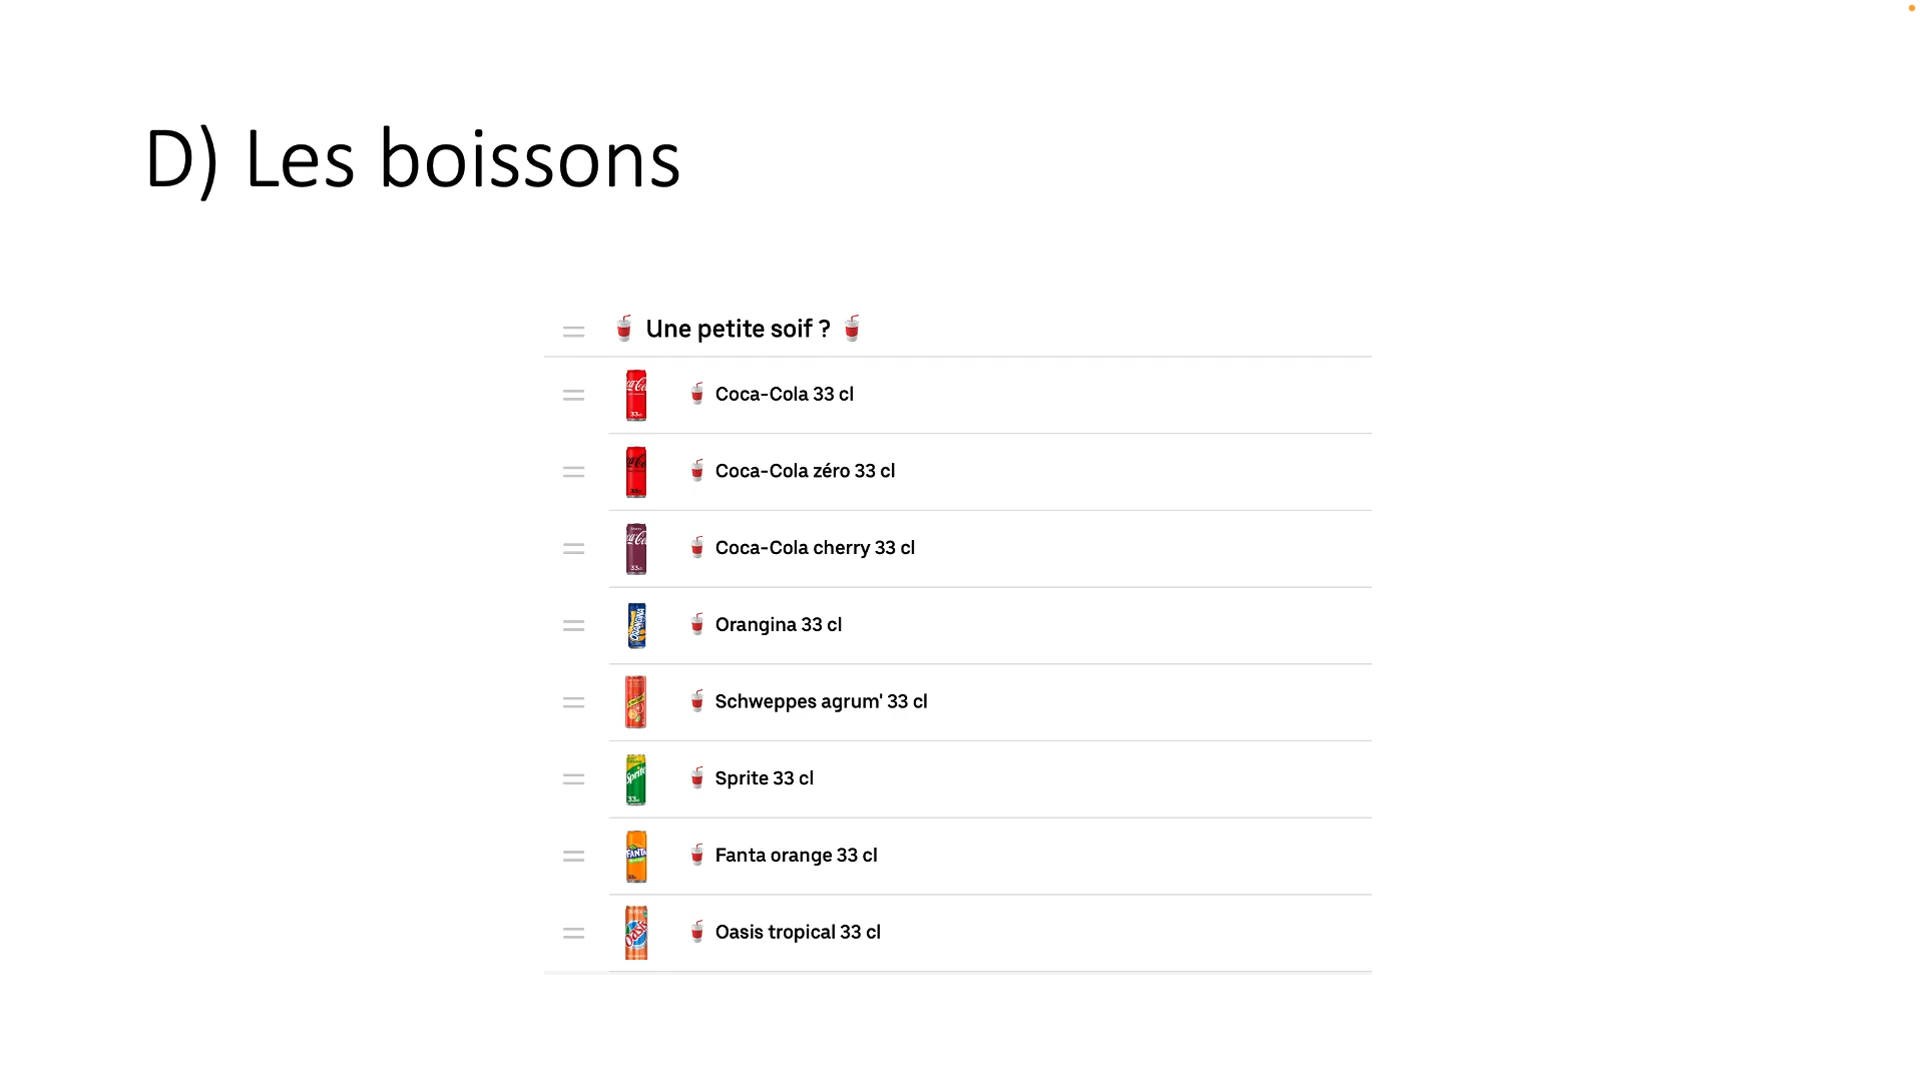 D) Les boissons
🥤 Une petite soif ? 🥤
🥤 Coca-Cola 33 cl
🥤 Coca-Cola zéro 33 cl
🥤 Coca-Cola cherry 33 cl
🥤 Orangina 33 cl
🥤 Schweppes agrum' 33 cl
🥤 Sprite 33 cl
🥤 Fanta orange 33 cl
🥤 Oasis tropical 33 cl